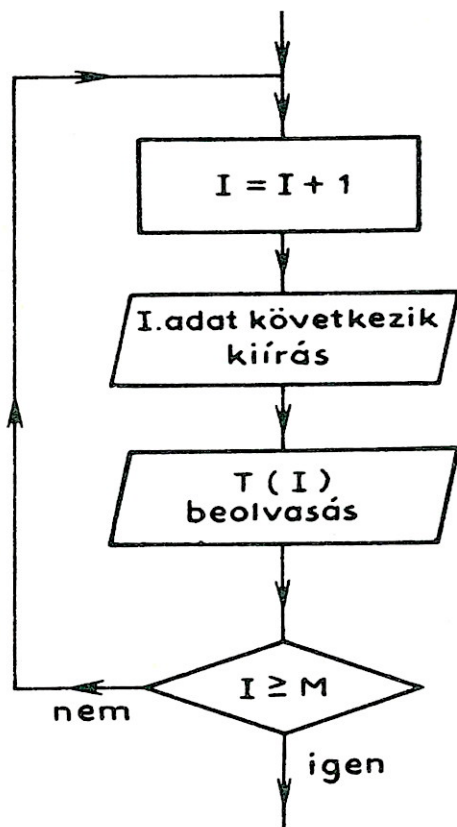 I = I + 1
I. adat következik
kiírás
T ( I )
beolvasás
I ≥ M
nem
igen